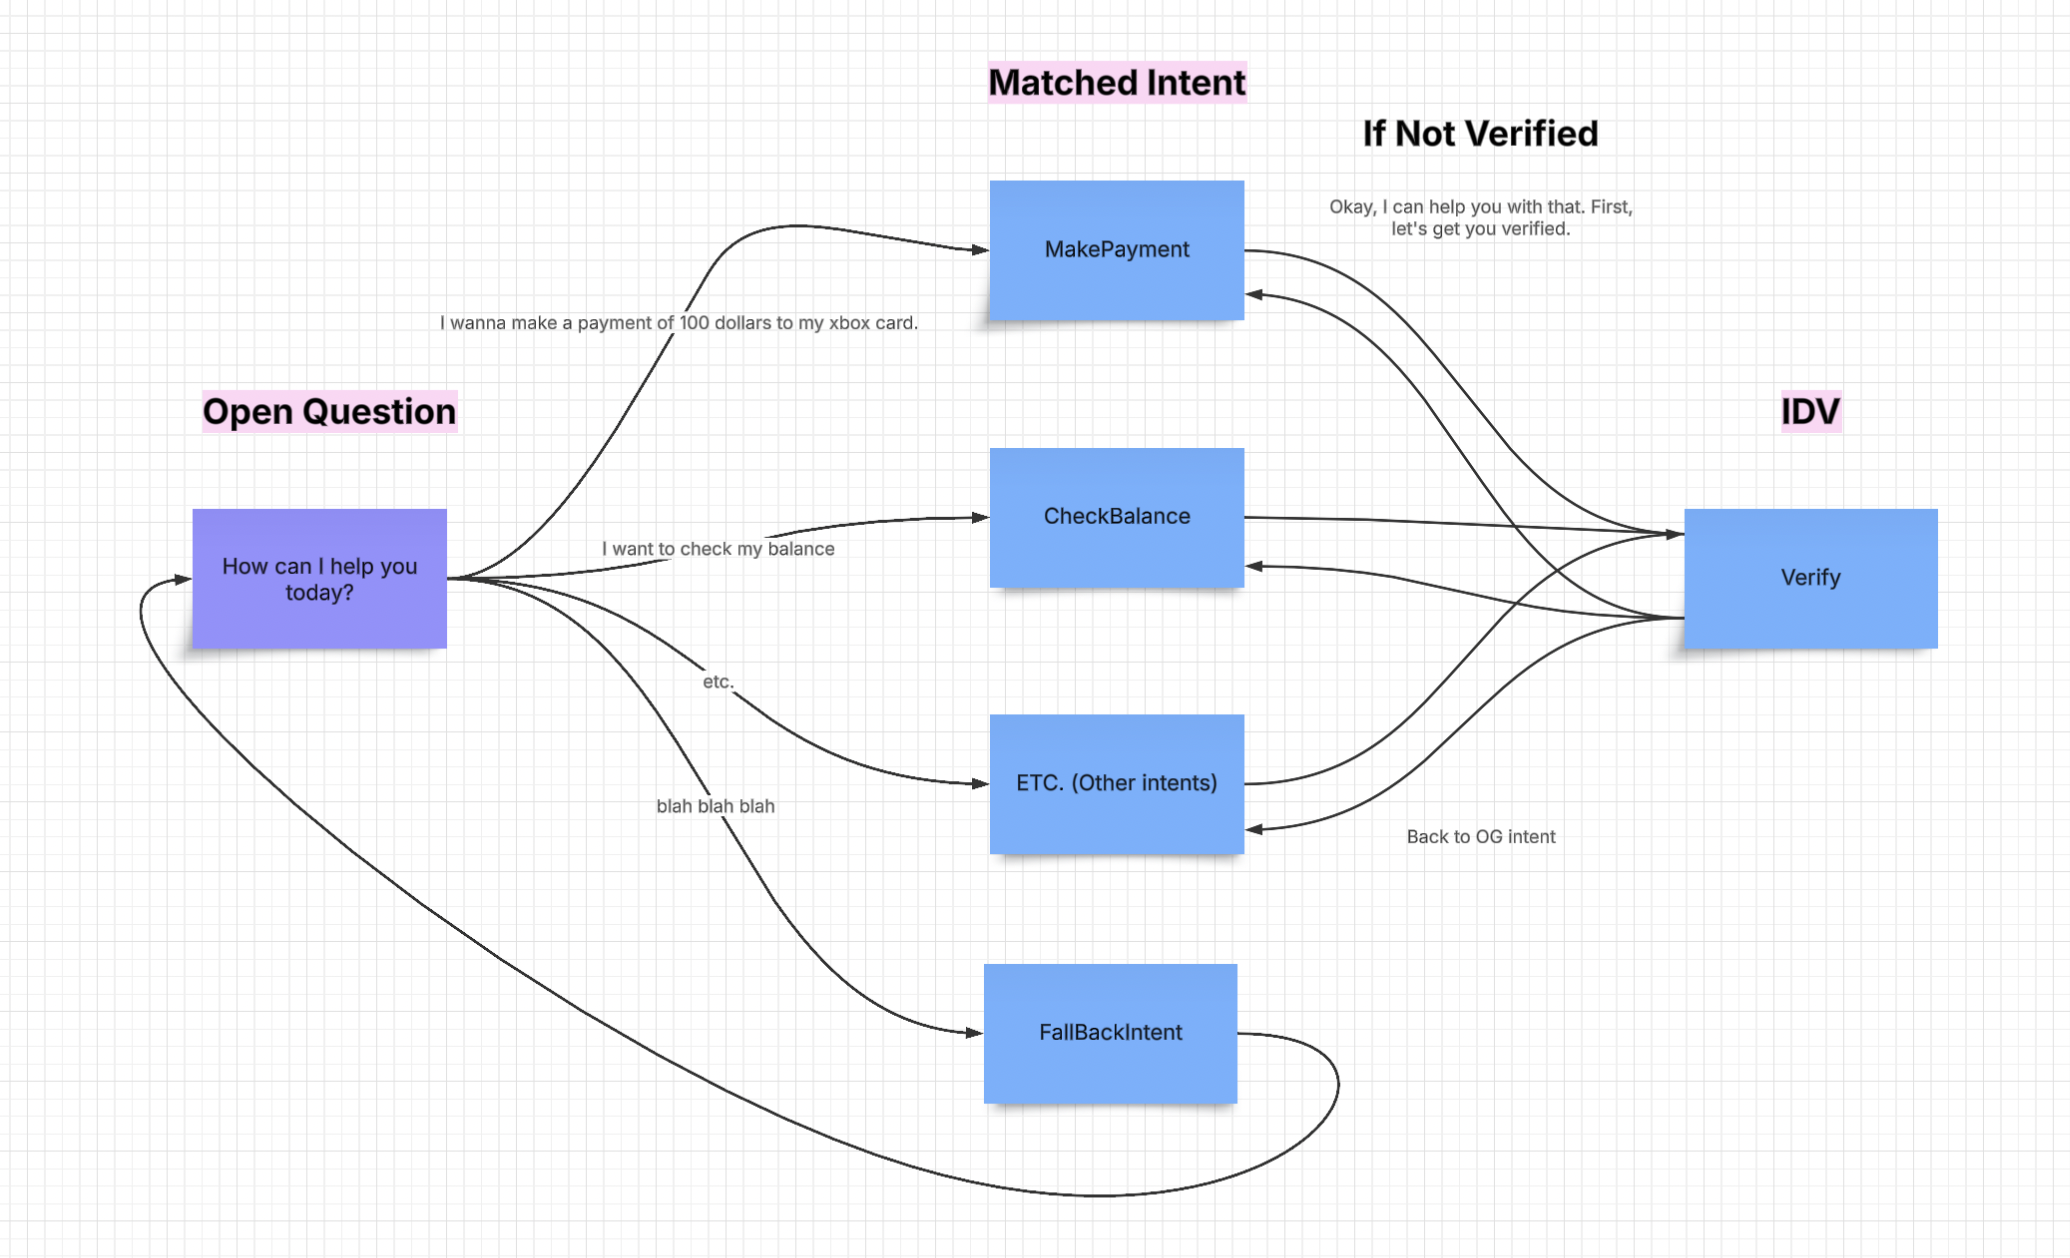 Matched Intent
If Not Verified
MakePayment
Okay, I can help you with that. First,
let's get you verified.
I wanna make a payment of 100 dollars to my xbox card.
Open Question
IDV
CheckBalance
I want to check my balance
How can I help you
today?
Verify
etc.
ETC. (Other intents)
blah blah blah
Back to OG intent
FallBackIntent